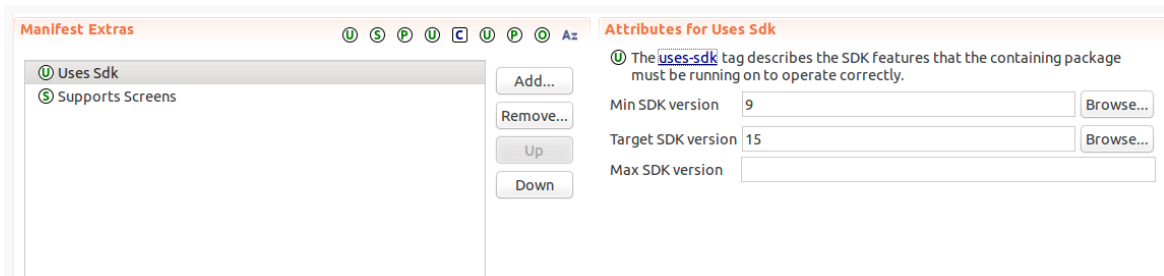 Manifest Extras
U S P U C U P O Az
U Uses Sdk
S Supports Screens
Add...
Remove...
Up
Down
Attributes for Uses Sdk
U The uses-sdk tag describes the SDK features that the containing package
must be running on to operate correctly.
Min SDK version 9 Browse...
Target SDK version 15 Browse...
Max SDK version